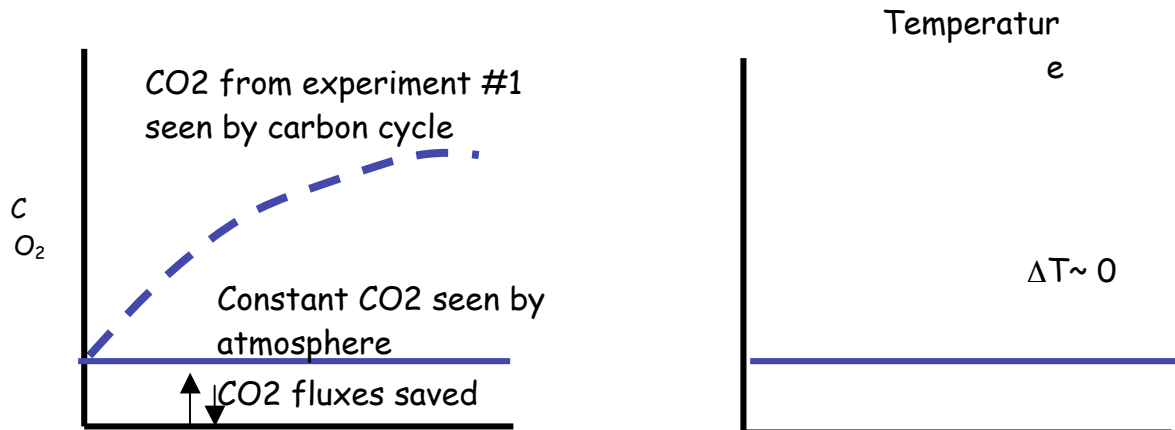 CO2 from experiment #1
seen by carbon cycle
C
O₂
Constant CO2 seen by
atmosphere
CO2 fluxes saved
Temperatur
e
ΔT~ 0